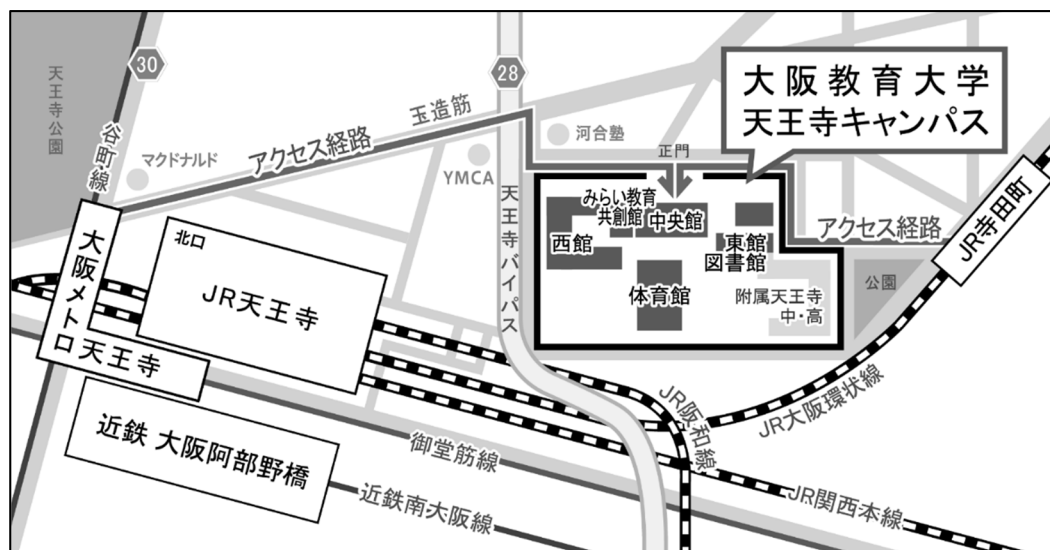 30
28
天王寺公園
谷町線
マクドナルド
アクセス経路
玉造筋
YMCA
河合塾
大阪教育大学
天王寺キャンパス
正門
みらい教育
共創館
中央館
西館
東館
図書館
体育館
附属天王寺
中・高
アクセス経路
公園
JR寺田町
天王寺バイパス
北口
JR天王寺
大阪メトロ天王寺
近鉄 大阪阿部野橋
御堂筋線
近鉄南大阪線
JR阪和線
JR大阪環状線
JR関西本線